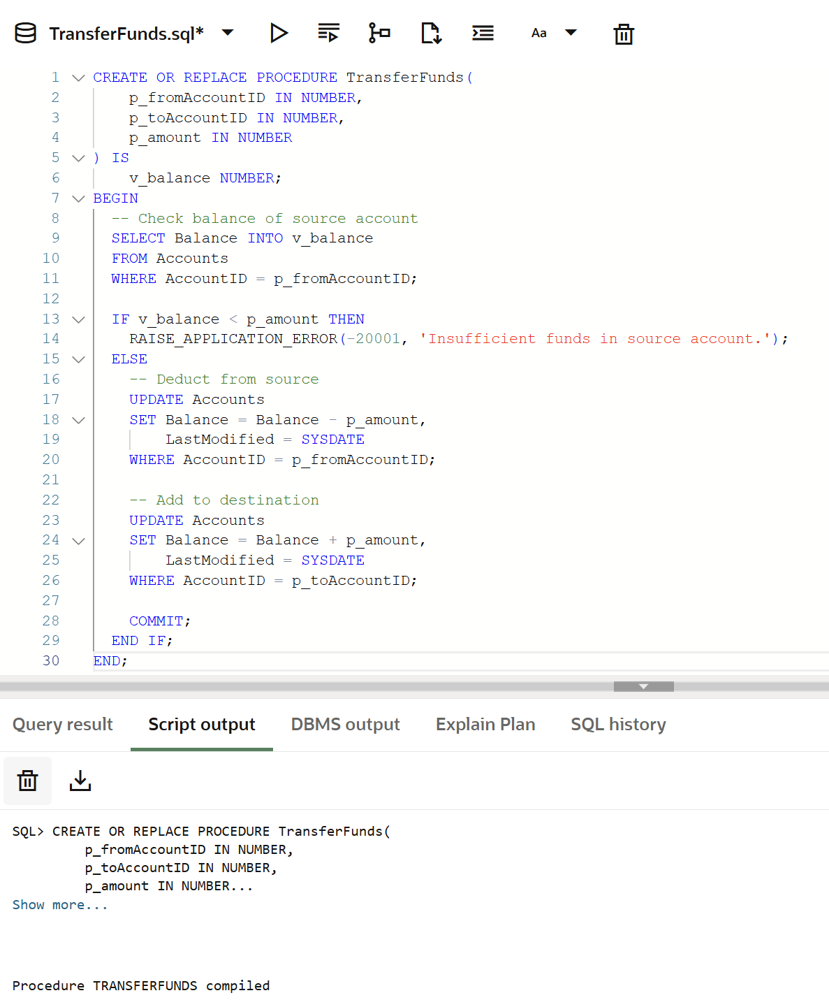 TransferFunds.sql*
Aa
1 CREATE OR REPLACE PROCEDURE TransferFunds(
2     p_fromAccountID IN NUMBER,
3     p_toAccountID IN NUMBER,
4     p_amount IN NUMBER
5 ) IS
6     v_balance NUMBER;
7 BEGIN
8   -- Check balance of source account
9   SELECT Balance INTO v_balance
10   FROM Accounts
11   WHERE AccountID = p_fromAccountID;
12
13   IF v_balance < p_amount THEN
14     RAISE_APPLICATION_ERROR(-20001, 'Insufficient funds in source account.');
15   ELSE
16     -- Deduct from source
17     UPDATE Accounts
18     SET Balance = Balance - p_amount,
19         LastModified = SYSDATE
20     WHERE AccountID = p_fromAccountID;
21
22     -- Add to destination
23     UPDATE Accounts
24     SET Balance = Balance + p_amount,
25         LastModified = SYSDATE
26     WHERE AccountID = p_toAccountID;
27
28     COMMIT;
29   END IF;
30 END;
Query result Script output DBMS output Explain Plan SQL history
SQL> CREATE OR REPLACE PROCEDURE TransferFunds(
         p_fromAccountID IN NUMBER,
         p_toAccountID IN NUMBER,
         p_amount IN NUMBER...
Show more...
Procedure TRANSFERFUNDS compiled